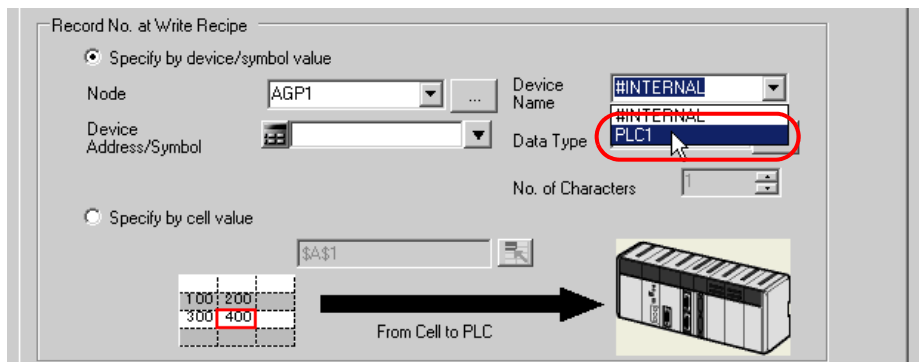 Record No. at Write Recipe
Specify by device/symbol value
Node
AGP1
...
Device
Name
#INTERNAL
#INTERNAL
PLC1
Device
Address/Symbol
Data Type
No. of Characters
1
Specify by cell value
$A$1
100 200
300 400
From Cell to PLC